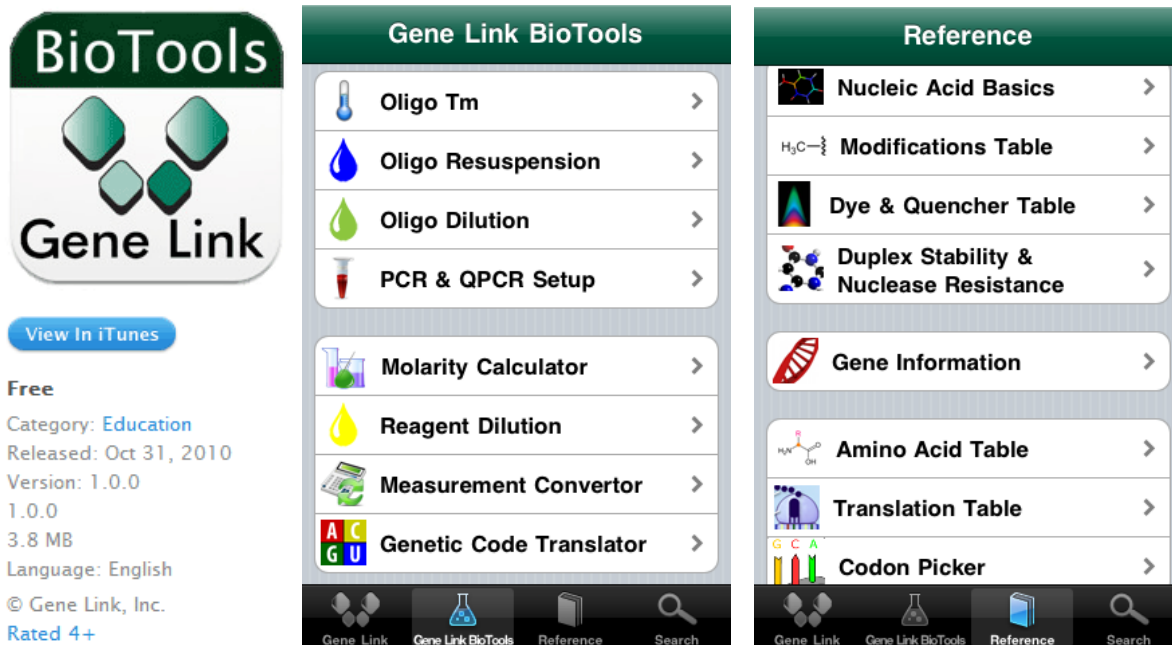 BioTools
Gene Link
View In iTunes
Free
Category: Education
Released: Oct 31, 2010
Version: 1.0.0
1.0.0
3.8 MB
Language: English
© Gene Link, Inc.
Rated 4+
Gene Link BioTools
Oligo Tm
Oligo Resuspension
Oligo Dilution
PCR & QPCR Setup
Molarity Calculator
Reagent Dilution
Measurement Convertor
A C
G U
Genetic Code Translator
Gene Link
Gene Link BioTools
Reference
Search
Reference
Nucleic Acid Basics
H₃C
Modifications Table
Dye & Quencher Table
Duplex Stability &
Nuclease Resistance
Gene Information
R
H₂N
O
OH
Amino Acid Table
Translation Table
G C A
Codon Picker
Gene Link
Gene Link BioTools
Reference
Search